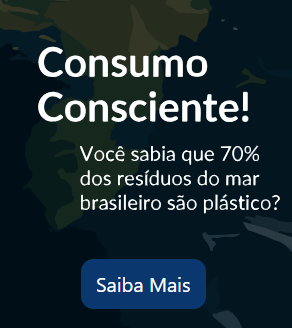 Consumo
Consciente!
Você sabia que 70%
dos resíduos do mar
brasileiro são plástico?
Saiba Mais